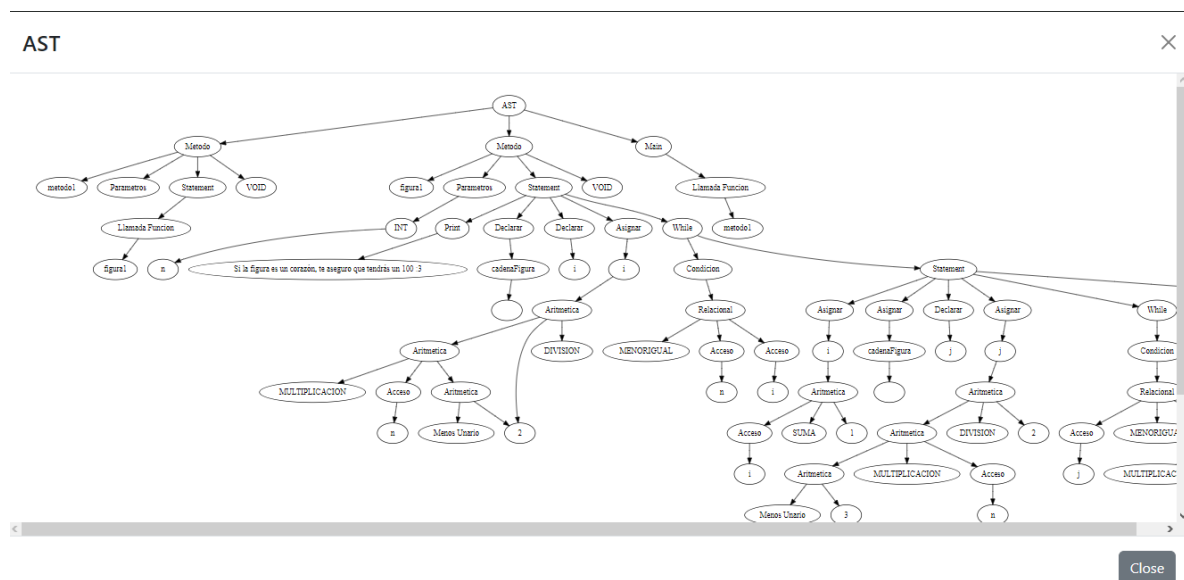 AST
AST
Metodo Metodo Main
metodo1 Parametros Statement VOID figura1 Parametros Statement VOID Llamada Funcion
Llamada Funcion INT Print Declarar Declarar Asignar While metodo1
figura1 n Si la figura es un corazón, te aseguro que tendrás un 100 :3 cadenaFigura i i Condicion Statement
Aritmetica Relacional Asignar Asignar Declarar Asignar While
Aritmetica DIVISION MENORIGUAL Acceso Acceso i cadenaFigura j j Condicion
MULTIPLICACION Acceso Aritmetica n i Aritmetica Aritmetica Relacional
n Menos Unario 2 Acceso SUMA 1 Aritmetica DIVISION 2 Acceso MENORIGUA
i Aritmetica MULTIPLICACION Acceso j MULTIPLICAC
Menos Unario 3 n
Close